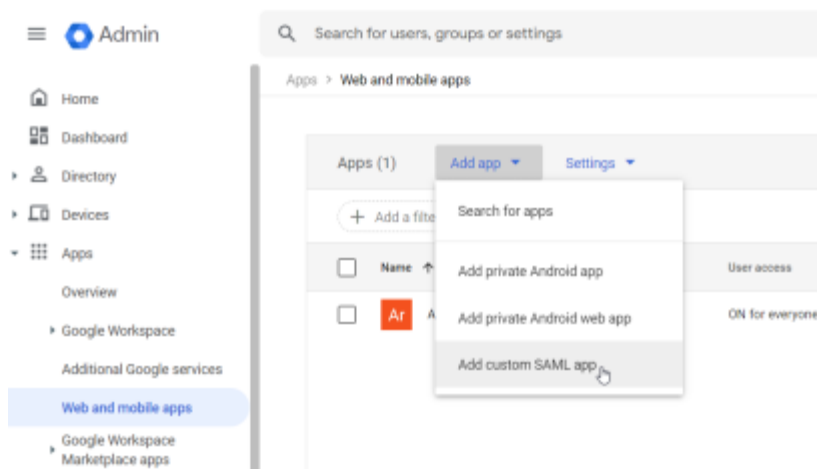 Admin
Search for users, groups or settings
Apps > Web and mobile apps
Home
Dashboard
Directory
Devices
Apps
Overview
Google Workspace
Additional Google services
Web and mobile apps
Google Workspace
Marketplace apps
Apps (1)
Add app
Settings
Search for apps
Add private Android app
Add private Android web app
Add custom SAML app
+ Add a filte
Name
User access
Ar
A
ON for everyone